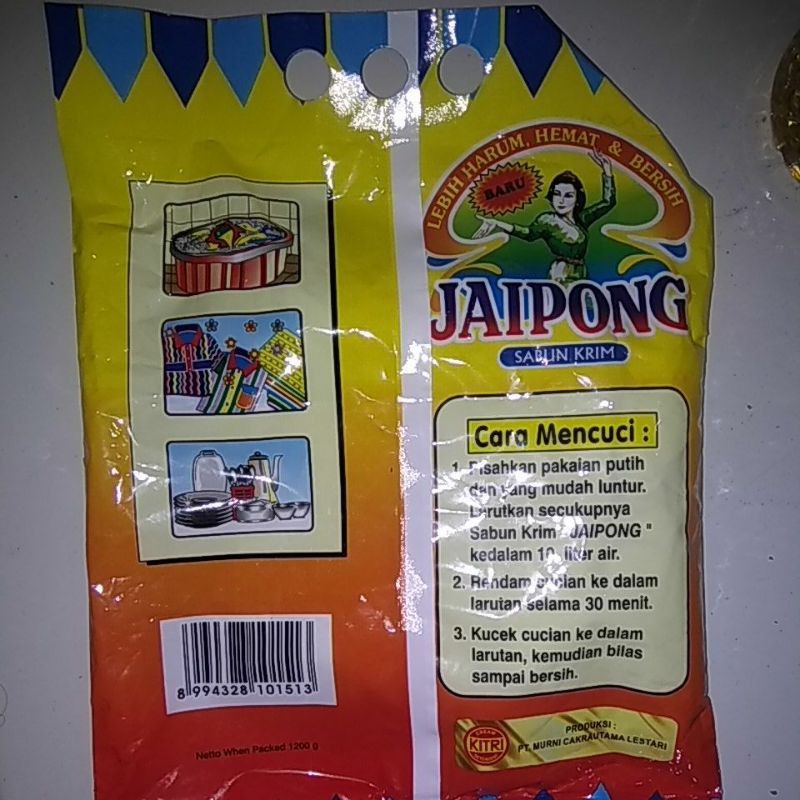 LEBIH HARUM, HEMAT & BERSIH
BARU
JAIPONG
SABUN KRIM
Cara Mencuci :
1. Pisahkan pakaian putih
dan yang mudah luntur.
Larutkan secukupnya
Sabun Krim "JAIPONG "
kedalam 10 liter air.
2. Rendam cucian ke dalam
larutan selama 30 menit.
3. Kucek cucian ke dalam
larutan, kemudian bilas
sampai bersih.
8 994328 101513
Netto When Packed 1200 g
CREAM
KITRI
PRODUKSI :
PT. MURNI CAKRAUTAMA LESTARI